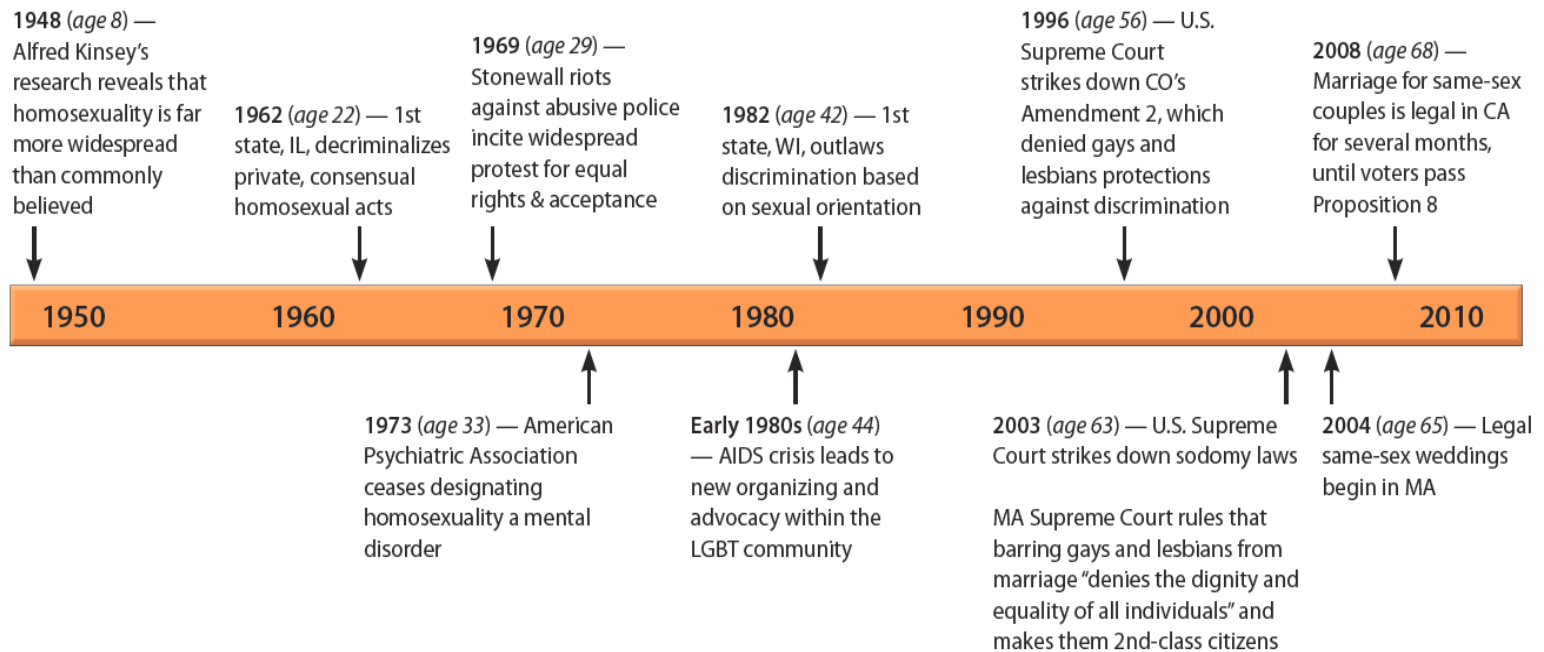 1948 (age 8) —
Alfred Kinsey's
research reveals that
homosexuality is far
more widespread
than commonly
believed
1962 (age 22) — 1st
state, IL, decriminalizes
private, consensual
homosexual acts
1969 (age 29) —
Stonewall riots
against abusive police
incite widespread
protest for equal
rights & acceptance
1982 (age 42) — 1st
state, WI, outlaws
discrimination based
on sexual orientation
1996 (age 56) — U.S.
Supreme Court
strikes down CO's
Amendment 2, which
denied gays and
lesbians protections
against discrimination
2008 (age 68) —
Marriage for same-sex
couples is legal in CA
for several months,
until voters pass
Proposition 8
1950 1960 1970 1980 1990 2000 2010
1973 (age 33) — American
Psychiatric Association
ceases designating
homosexuality a mental
disorder
Early 1980s (age 44)
— AIDS crisis leads to
new organizing and
advocacy within the
LGBT community
2003 (age 63) — U.S. Supreme
Court strikes down sodomy laws
MA Supreme Court rules that
barring gays and lesbians from
marriage "denies the dignity and
equality of all individuals" and
makes them 2nd-class citizens
2004 (age 65) — Legal
same-sex weddings
begin in MA